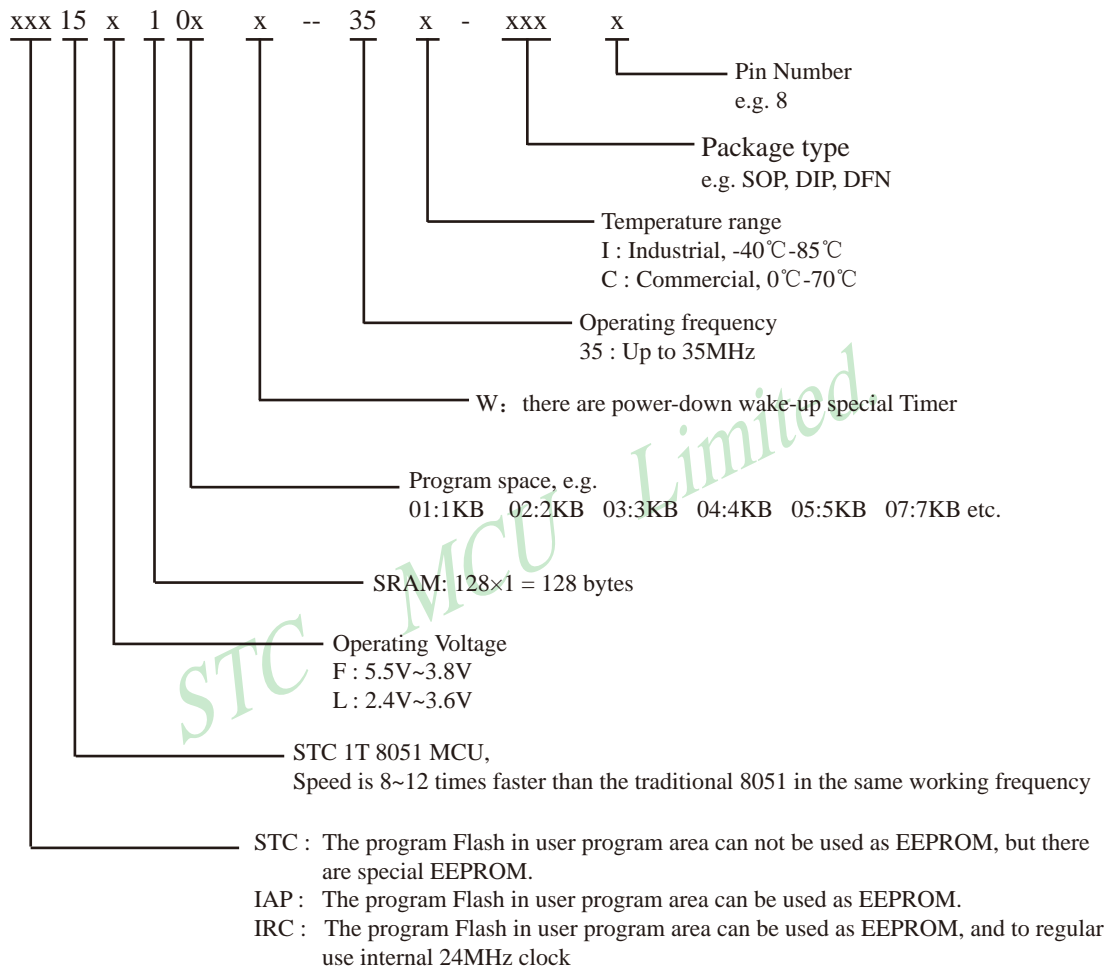 xxx 15 x 1 0x x -- 35 x - xxx x
Pin Number
e.g. 8
Package type
e.g. SOP, DIP, DFN
Temperature range
I : Industrial, -40℃-85℃
C : Commercial, 0℃-70℃
Operating frequency
35 : Up to 35MHz
W：there are power-down wake-up special Timer
Program space, e.g.
01:1KB 02:2KB 03:3KB 04:4KB 05:5KB 07:7KB etc.
SRAM: 128×1 = 128 bytes
Operating Voltage
F : 5.5V~3.8V
L : 2.4V~3.6V
STC 1T 8051 MCU,
Speed is 8~12 times faster than the traditional 8051 in the same working frequency
STC : The program Flash in user program area can not be used as EEPROM, but there
are special EEPROM.
IAP : The program Flash in user program area can be used as EEPROM.
IRC : The program Flash in user program area can be used as EEPROM, and to regular
use internal 24MHz clock
STC MCU Limited.